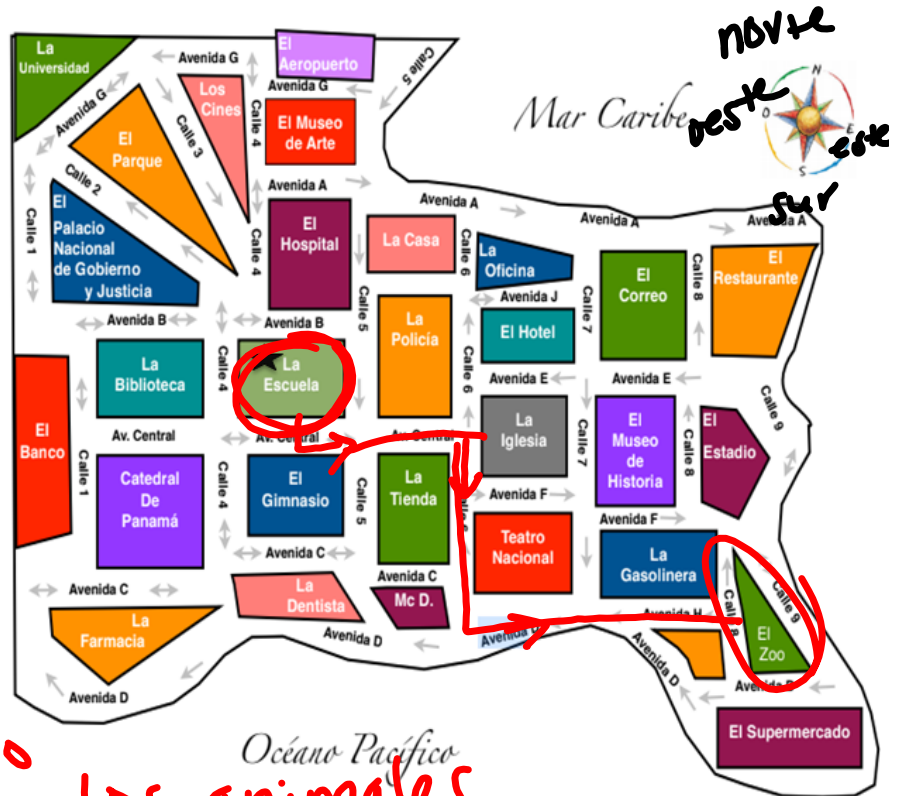 norte
oeste
este
sur
N
O
E
S
Mar Caribe
La
Universidad
El
Aeropuerto
Avenida G
Avenida G
Avenida G
Calle 5
Los
Cines
El Museo
de Arte
Calle 4
Calle 3
El
Parque
Calle 2
Avenida A
Avenida A
Avenida A
Avenida A
Calle 1
El
Palacio
Nacional
de Gobierno
y Justicia
Calle 4
El
Hospital
La Casa
Calle 6
La
Oficina
Avenida J
El
Correo
Calle 8
El
Restaurante
Calle 5
Calle 7
Avenida B
Avenida B
La
Policía
El Hotel
La
Biblioteca
Calle 4
La
Escuela
Calle 6
Avenida E
Avenida E
Calle 9
El
Banco
Av. Central
Av. Central
Av. Central
La
Iglesia
Calle 7
El
Museo
de
Historia
Calle 8
El
Estadio
Calle 1
Catedral
De
Panamá
Calle 4
El
Gimnasio
Calle 5
La
Tienda
Avenida F
Avenida F
Teatro
Nacional
La
Gasolinera
Avenida C
Avenida C
Avenida C
La
Dentista
Mc D.
La
Farmacia
Avenida D
Avenida H
Calle 8
Calle 9
El
Zoo
Avenida D
Avenida D
El Supermercado
Avenida D
Océano Pacífico
los animales